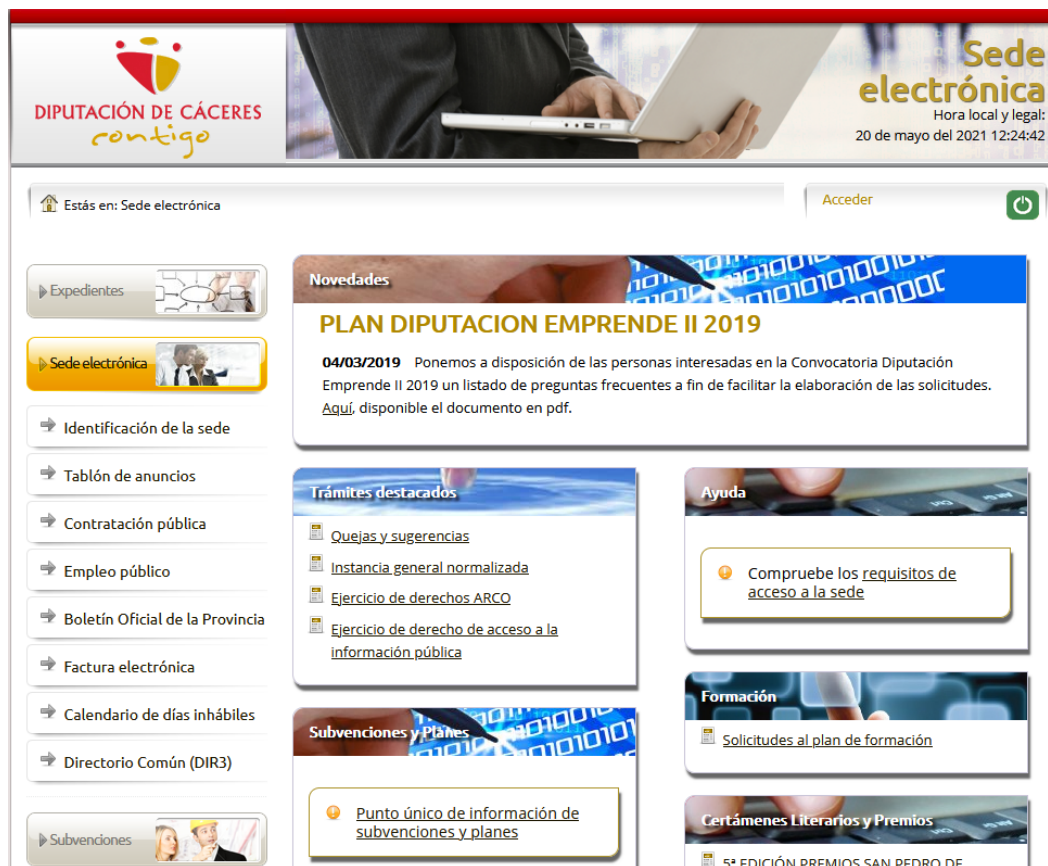 DIPUTACIÓN DE CÁCERES
contigo
Sede
electrónica
Hora local y legal:
20 de mayo del 2021 12:24:42
Estás en: Sede electrónica
Acceder
Expedientes
Sede electrónica
Identificación de la sede
Tablón de anuncios
Contratación pública
Empleo público
Boletín Oficial de la Provincia
Factura electrónica
Calendario de días inhábiles
Directorio Común (DIR3)
Subvenciones
Novedades
PLAN DIPUTACION EMPRENDE II 2019
04/03/2019 Ponemos a disposición de las personas interesadas en la Convocatoria Diputación
Emprende II 2019 un listado de preguntas frecuentes a fin de facilitar la elaboración de las solicitudes.
Aquí, disponible el documento en pdf.
Trámites destacados
Quejas y sugerencias
Instancia general normalizada
Ejercicio de derechos ARCO
Ejercicio de derecho de acceso a la
información pública
Subvenciones y Planes
Punto único de información de
subvenciones y planes
Ayuda
Compruebe los requisitos de
acceso a la sede
Formación
Solicitudes al plan de formación
Certámenes Literarios y Premios
5ª EDICIÓN PREMIOS SAN PEDRO DE